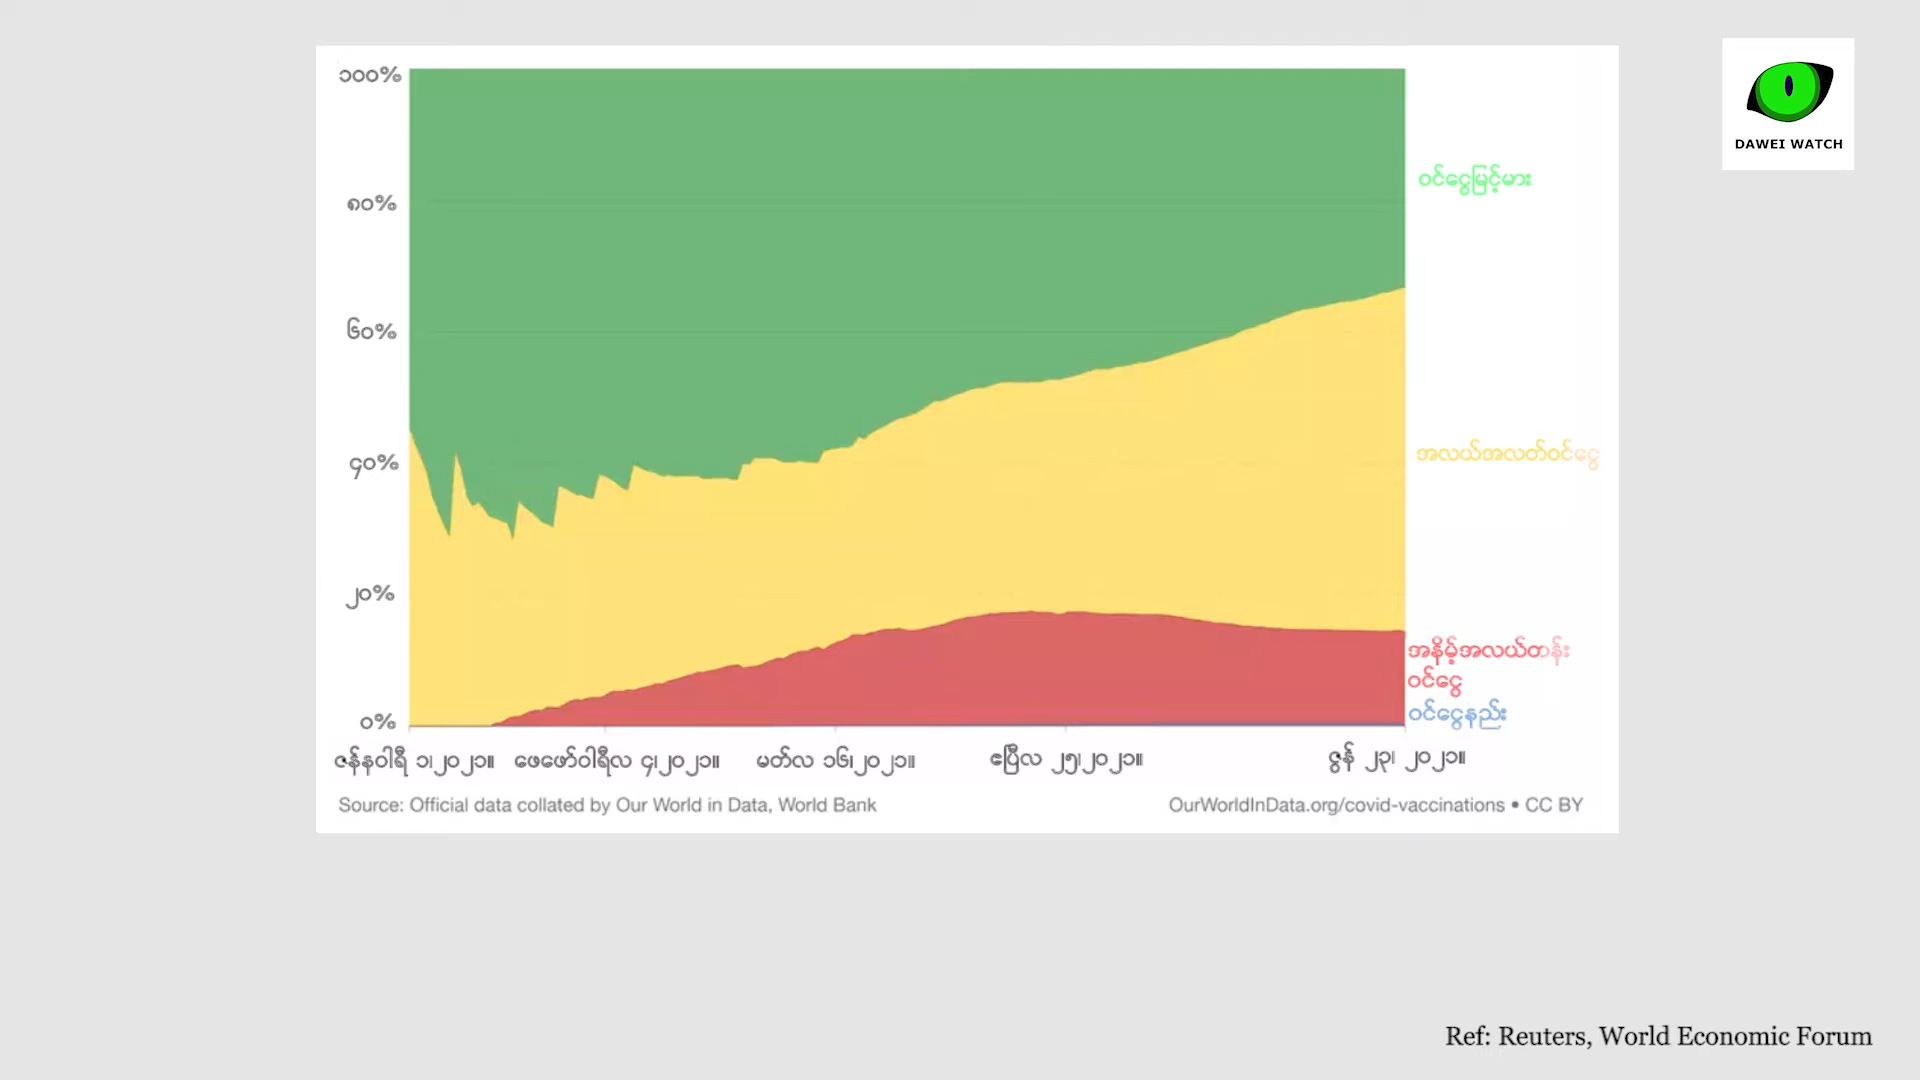 ၁၀၀%
DAWEI WATCH
ဝင်ငွေမြင့်မား
၈၀%
၆၀%
အလယ်အလတ်ဝင်ငွေ
၄၀%
၂၀%
အနိမ့်အလယ်တန်း
ဝင်ငွေ
ဝင်ငွေနည်း
၀%
ဇန်နဝါရီ ၁၊၂၀၂၁။ ဖေဖော်ဝါရီလ ၄၊၂၀၂၁။ မတ်လ ၁၆၊၂၀၂၁။ ဧပြီလ ၂၅၊၂၀၂၁။ ဇွန် ၂၃၊ ၂၀၂၁။
Source: Official data collated by Our World in Data, World Bank
OurWorldInData.org/covid-vaccinations • CC BY
Ref: Reuters, World Economic Forum